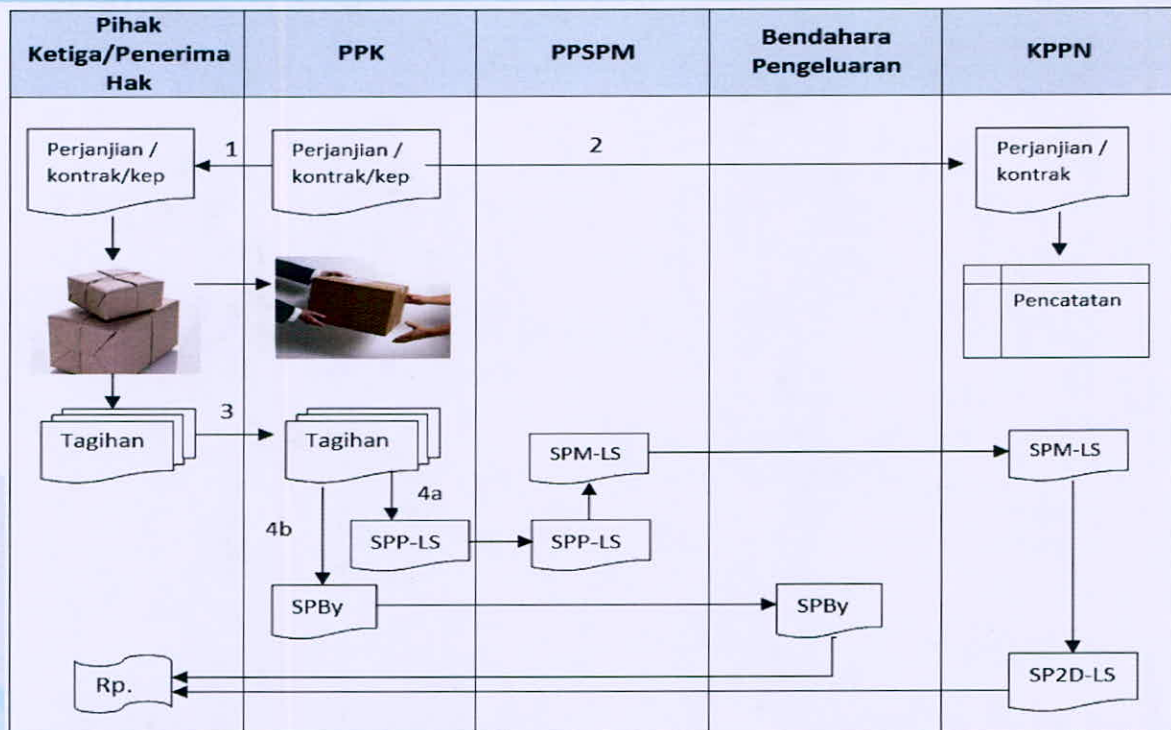 Pihak
Ketiga/Penerima
Hak
PPK
PPSPM
Bendahara
Pengeluaran
KPPN
Perjanjian /
kontrak/kep
1
Perjanjian /
kontrak/kep
2
Perjanjian /
kontrak
Pencatatan
Tagihan
3
Tagihan
SPM-LS
SPM-LS
4a
4b
SPP-LS
SPP-LS
SPBy
SPBy
Rp.
SP2D-LS